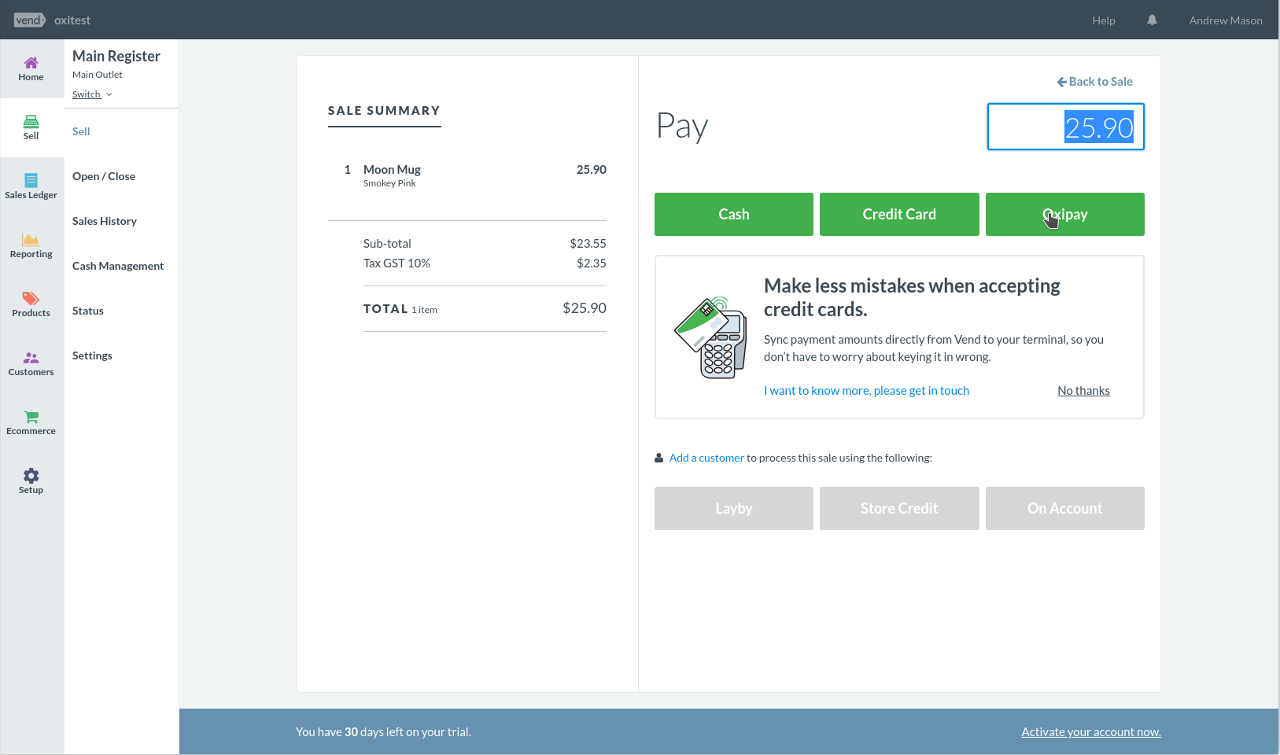 vend oxitest
Help Andrew Mason
Home
Sell
Sales Ledger
Reporting
Products
Customers
Ecommerce
Setup
Main Register
Main Outlet
Switch
Sell
Open / Close
Sales History
Cash Management
Status
Settings
SALE SUMMARY
1 Moon Mug 25.90
Smokey Pink
Sub-total $23.55
Tax GST 10% $2.35
TOTAL 1 item $25.90
Back to Sale
Pay 25.90
Cash Credit Card Oxipay
Make less mistakes when accepting
credit cards.
Sync payment amounts directly from Vend to your terminal, so you
don't have to worry about keying it in wrong.
I want to know more, please get in touch No thanks
Add a customer to process this sale using the following:
Layby Store Credit On Account
You have 30 days left on your trial. Activate your account now.